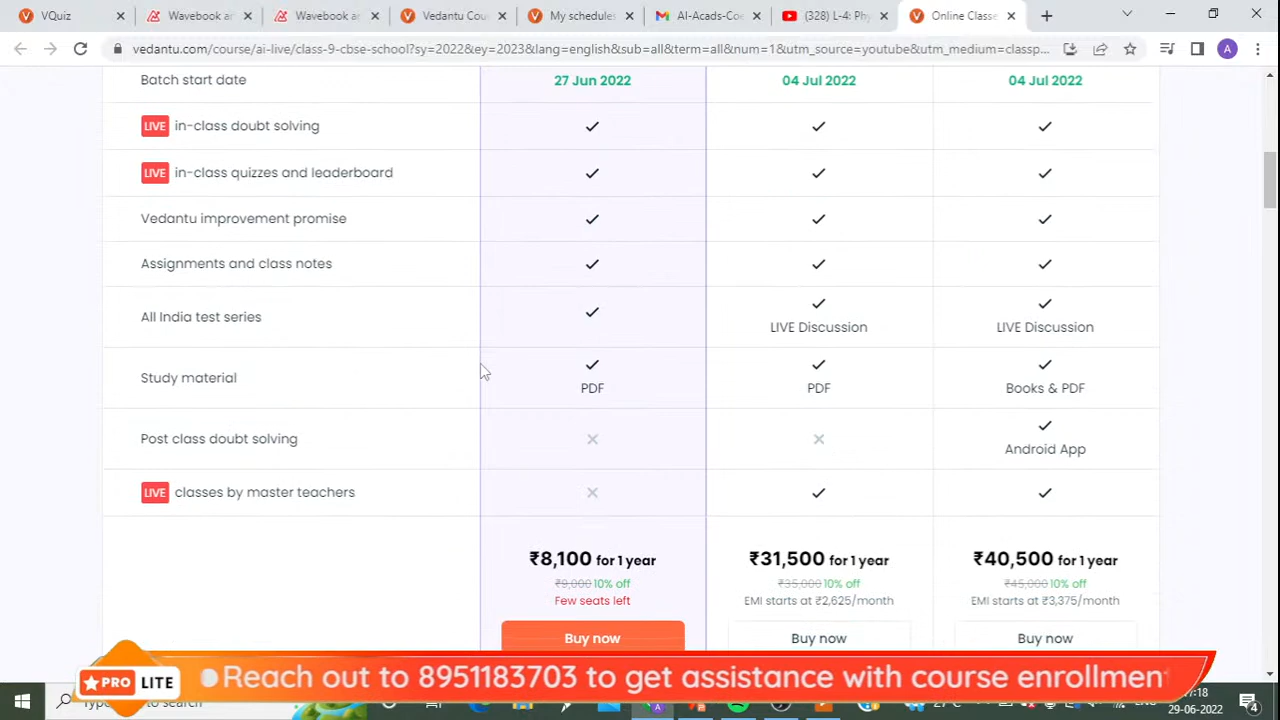 VQuiz
Wavebook ar
Wavebook ar
Vedantu Cou
My schedules
AI-Acads-Co
(328) L-4: Phy
Online Classe
vedantu.com/course/ai-live/class-9-cbse-school?sy=2022&ey=2023&lang=english&sub=all&term=all&num=1&utm_source=youtube&utm_medium=classp...
A
Batch start date
27 Jun 2022
04 Jul 2022
04 Jul 2022
LIVE in-class doubt solving
LIVE in-class quizzes and leaderboard
Vedantu improvement promise
Assignments and class notes
All India test series
LIVE Discussion
LIVE Discussion
Study material
PDF
PDF
Books & PDF
Post class doubt solving
Android App
LIVE classes by master teachers
₹8,100 for 1 year
₹31,500 for 1 year
₹40,500 for 1 year
₹9,000 10% off
₹35,000 10% off
₹45,000 10% off
Few seats left
EMI starts at ₹2,625/month
EMI starts at ₹3,375/month
Buy now
Buy now
Buy now
PRO LITE
Reach out to 8951183703 to get assistance with course enrollmen
search
17:18
29-06-2022
4